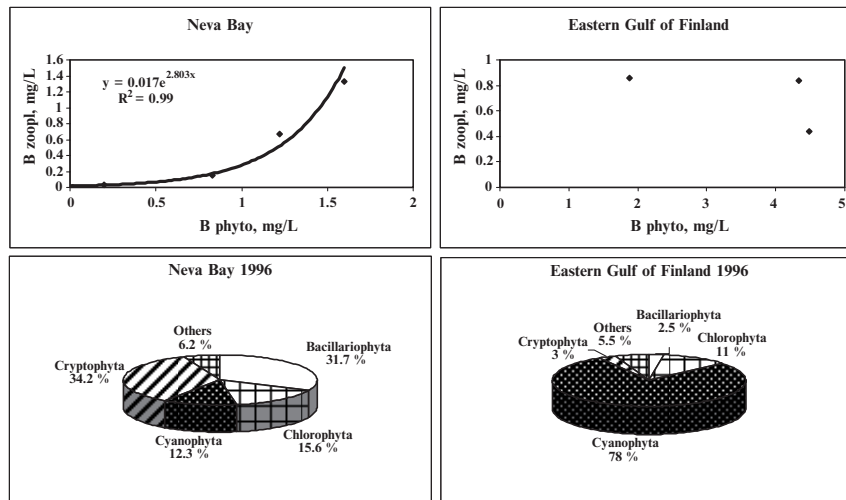 Neva Bay
B zoopl, mg/L
1.6
1.4
1.2
1
0.8
0.6
0.4
0.2
0
y = 0.017e^2.803x
R² = 0.99
0 0.5 1 1.5 2
B phyto, mg/L
Eastern Gulf of Finland
B zoopl, mg/L
1
0.8
0.6
0.4
0.2
0
0 1 2 3 4 5
B phyto, mg/L
Neva Bay 1996
Others
6.2 %
Bacillariophyta
31.7 %
Cryptophyta
34.2 %
Cyanophyta
12.3 %
Chlorophyta
15.6 %
Eastern Gulf of Finland 1996
Bacillariophyta
2.5 %
Others
5.5 %
Cryptophyta
3 %
Chlorophyta
11 %
Cyanophyta
78 %